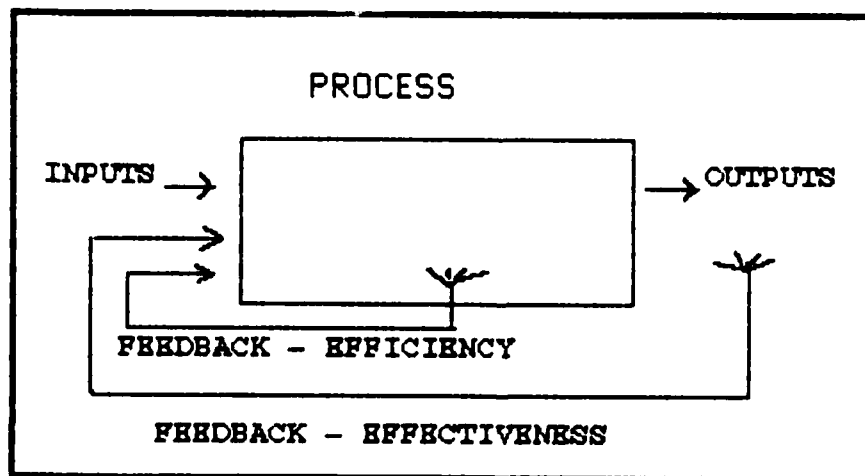 PROCESS
INPUTS
OUTPUTS
FEEDBACK - EFFICIENCY
FEEDBACK - EFFECTIVENESS